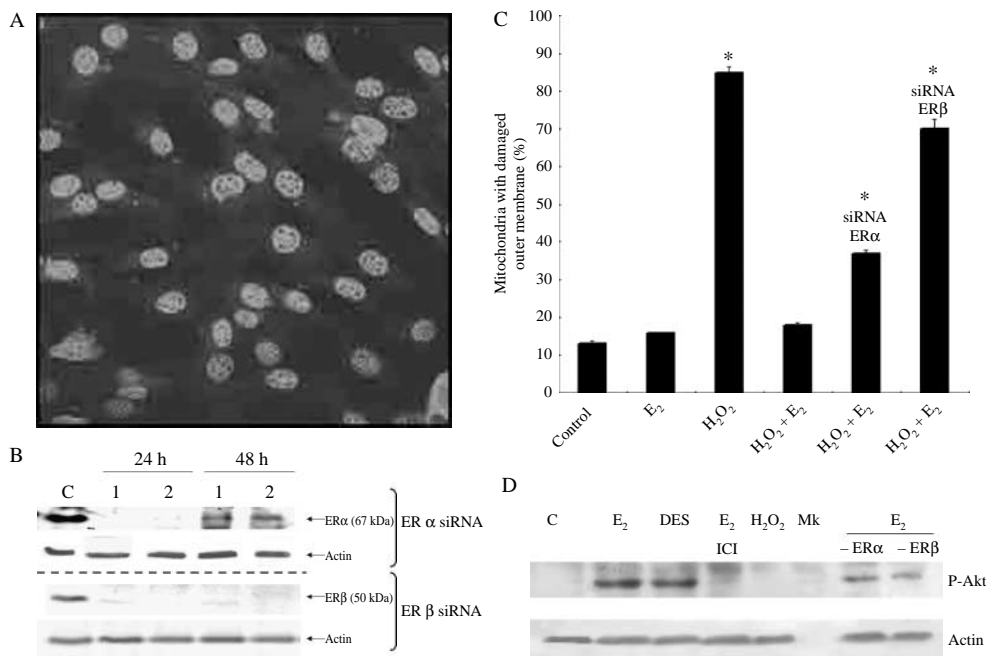 A
B
24 h 48 h
C 1 2 1 2
ERα (67 kDa)
ER α siRNA
Actin
ERβ (50 kDa)
ER β siRNA
Actin
C
Mitochondria with damaged
outer membrane (%)
100
90
80
70
60
50
40
30
20
10
0
*
*
siRNA
ERα
*
siRNA
ERβ
Control
E₂
H₂O₂
H₂O₂ + E₂
H₂O₂ + E₂
H₂O₂ + E₂
D
C E₂ DES E₂ H₂O₂ Mk E₂
ICI – ERα – ERβ
P-Akt
Actin